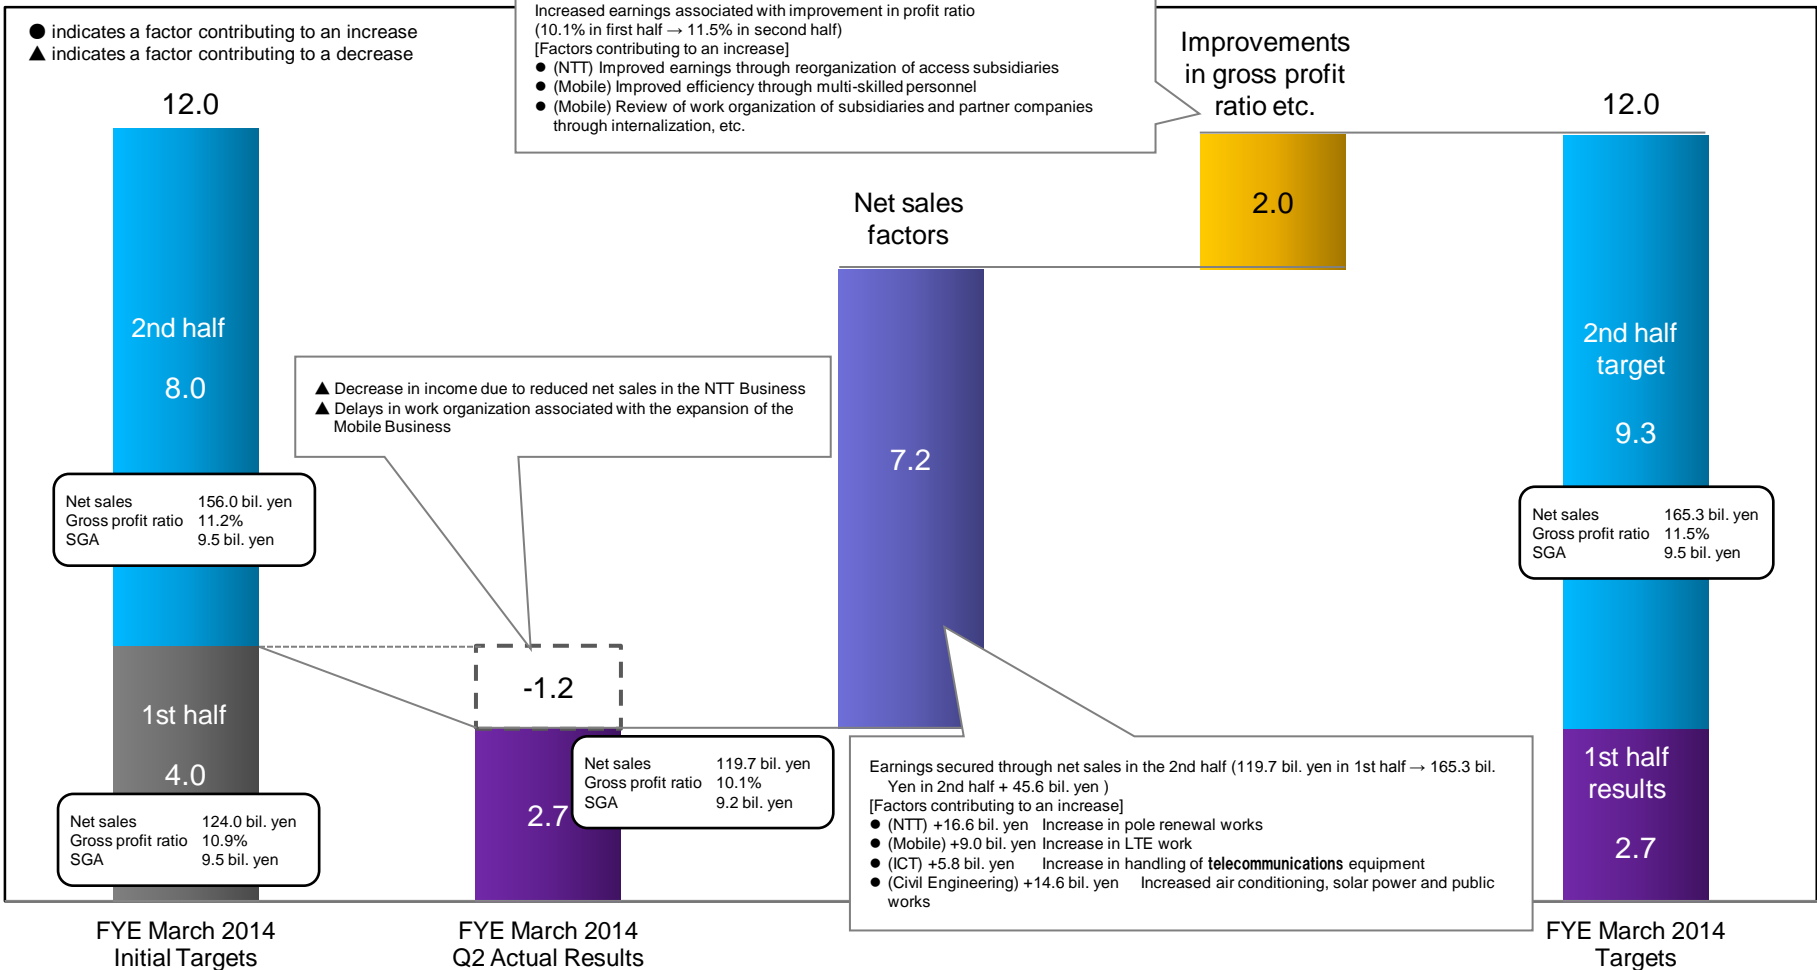 ● indicates a factor contributing to an increase
▲ indicates a factor contributing to a decrease
Increased earnings associated with improvement in profit ratio
(10.1% in first half → 11.5% in second half)
[Factors contributing to an increase]
● (NTT) Improved earnings through reorganization of access subsidiaries
● (Mobile) Improved efficiency through multi-skilled personnel
● (Mobile) Review of work organization of subsidiaries and partner companies
through internalization, etc.
Improvements
in gross profit
ratio etc.
12.0
12.0
2.0
Net sales
factors
2nd half
8.0
2nd half
target
9.3
▲ Decrease in income due to reduced net sales in the NTT Business
▲ Delays in work organization associated with the expansion of the
Mobile Business
7.2
Net sales 156.0 bil. yen
Gross profit ratio 11.2%
SGA 9.5 bil. yen
Net sales 165.3 bil. yen
Gross profit ratio 11.5%
SGA 9.5 bil. yen
-1.2
1st half
4.0
Net sales 124.0 bil. yen
Gross profit ratio 10.9%
SGA 9.5 bil. yen
2.7
Net sales 119.7 bil. yen
Gross profit ratio 10.1%
SGA 9.2 bil. yen
Earnings secured through net sales in the 2nd half (119.7 bil. yen in 1st half → 165.3 bil.
Yen in 2nd half + 45.6 bil. yen )
[Factors contributing to an increase]
● (NTT) +16.6 bil. yen Increase in pole renewal works
● (Mobile) +9.0 bil. yen Increase in LTE work
● (ICT) +5.8 bil. yen Increase in handling of telecommunications equipment
● (Civil Engineering) +14.6 bil. yen Increased air conditioning, solar power and public
works
1st half
results
2.7
FYE March 2014
Initial Targets
FYE March 2014
Q2 Actual Results
FYE March 2014
Targets